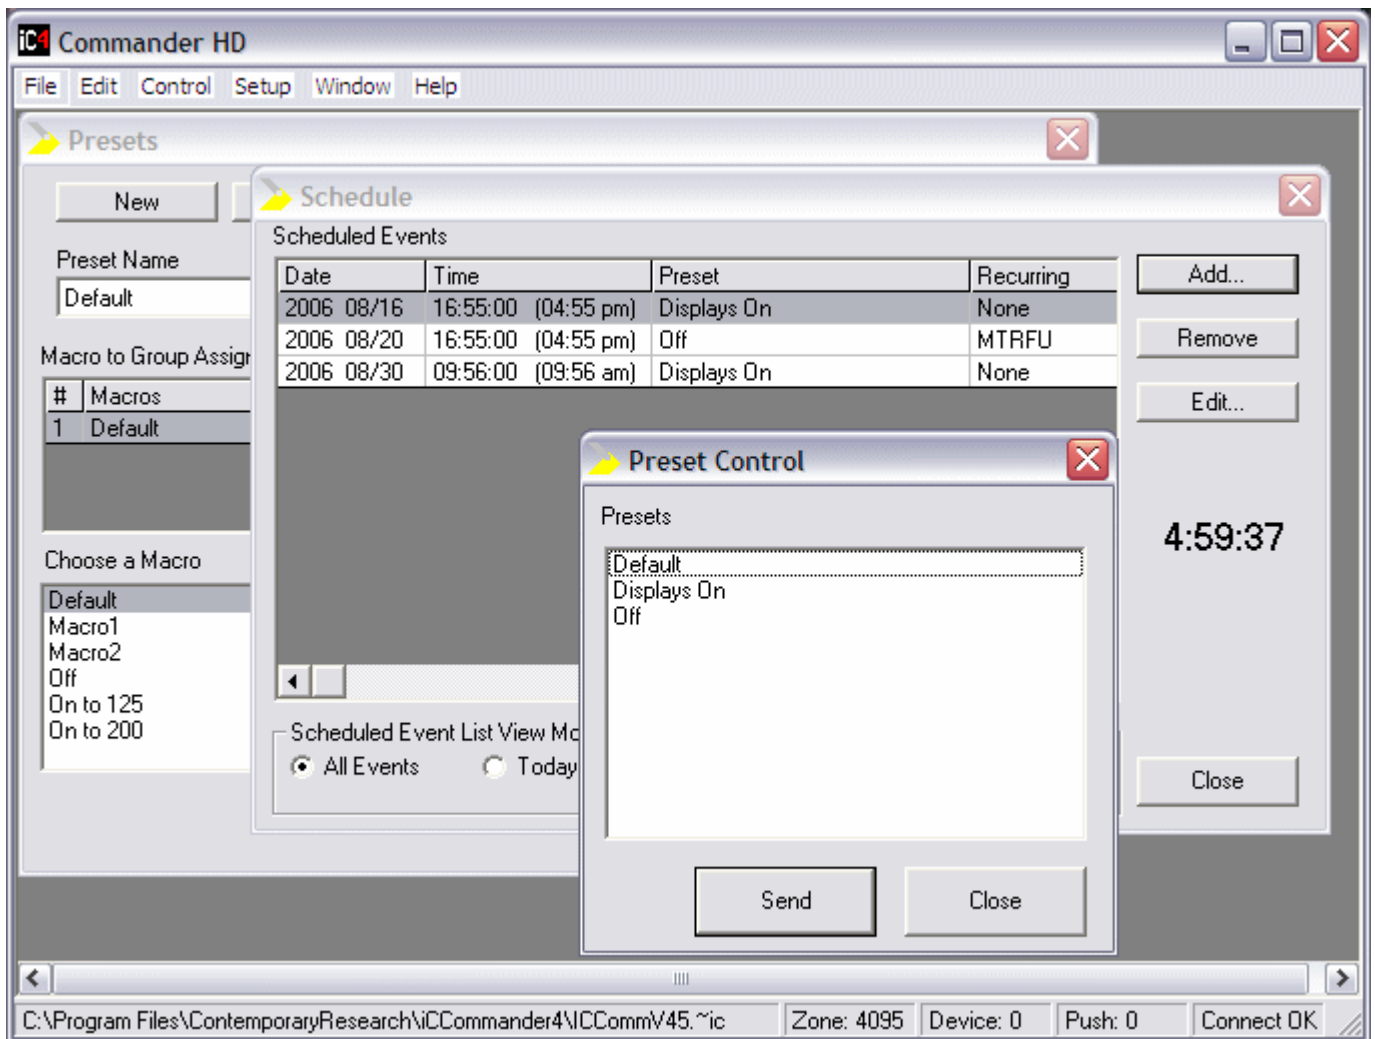 iC4 Commander HD
File Edit Control Setup Window Help
Presets
New
Preset Name
Default
Macro to Group Assig
# Macros
1 Default
Choose a Macro
Default
Macro1
Macro2
Off
On to 125
On to 200
Schedule
Scheduled Events
Date Time Preset Recurring
2006 08/16 16:55:00 (04:55 pm) Displays On None
2006 08/20 16:55:00 (04:55 pm) Off MTRFU
2006 08/30 09:56:00 (09:56 am) Displays On None
Add...
Remove
Edit...
4:59:37
Scheduled Event List View Mo
All Events Today
Close
Preset Control
Presets
Default
Displays On
Off
Send Close
C:\Program Files\ContemporaryResearch\iCCommander4\ICCommV45.~ic Zone: 4095 Device: 0 Push: 0 Connect OK